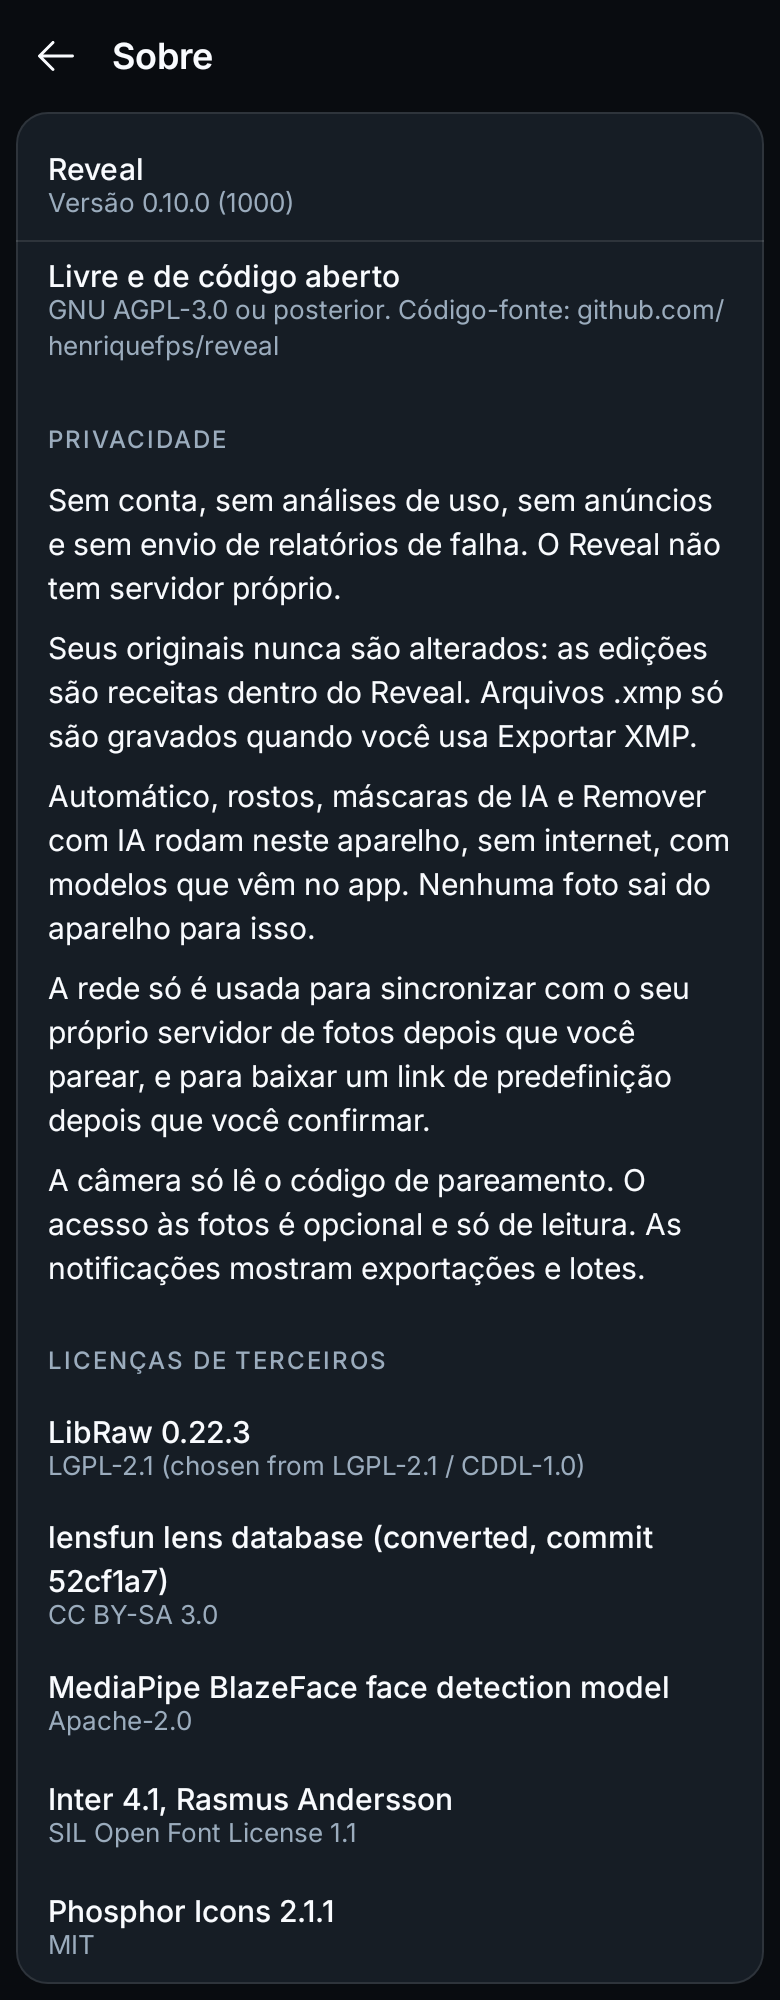 Sobre
Reveal
Versão 0.10.0 (1000)
Livre e de código aberto
GNU AGPL-3.0 ou posterior. Código-fonte: github.com/
henriquefps/reveal
PRIVACIDADE
Sem conta, sem análises de uso, sem anúncios
e sem envio de relatórios de falha. O Reveal não
tem servidor próprio.
Seus originais nunca são alterados: as edições
são receitas dentro do Reveal. Arquivos .xmp só
são gravados quando você usa Exportar XMP.
Automático, rostos, máscaras de IA e Remover
com IA rodam neste aparelho, sem internet, com
modelos que vêm no app. Nenhuma foto sai do
aparelho para isso.
A rede só é usada para sincronizar com o seu
próprio servidor de fotos depois que você
parear, e para baixar um link de predefinição
depois que você confirmar.
A câmera só lê o código de pareamento. O
acesso às fotos é opcional e só de leitura. As
notificações mostram exportações e lotes.
LICENÇAS DE TERCEIROS
LibRaw 0.22.3
LGPL-2.1 (chosen from LGPL-2.1 / CDDL-1.0)
lensfun lens database (converted, commit
52cf1a7)
CC BY-SA 3.0
MediaPipe BlazeFace face detection model
Apache-2.0
Inter 4.1, Rasmus Andersson
SIL Open Font License 1.1
Phosphor Icons 2.1.1
MIT